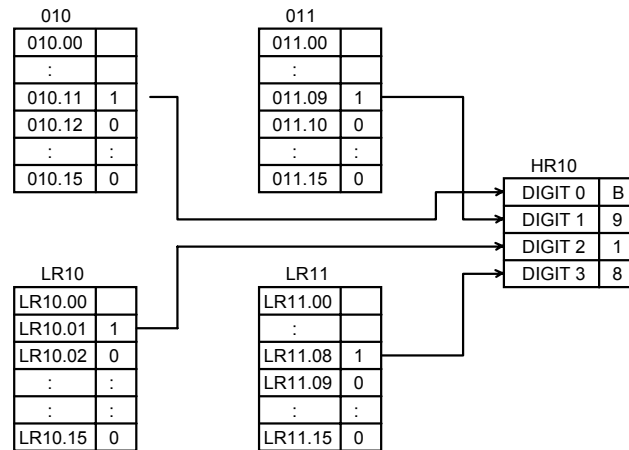 010
010.00
:
010.11 1
010.12 0
: :
010.15 0
011
011.00
:
011.09 1
011.10 0
: :
011.15 0
HR10
DIGIT 0 B
DIGIT 1 9
DIGIT 2 1
DIGIT 3 8
LR10
LR10.00
LR10.01 1
LR10.02 0
: :
: :
LR10.15 0
LR11
LR11.00
:
LR11.08 1
LR11.09 0
: :
LR11.15 0